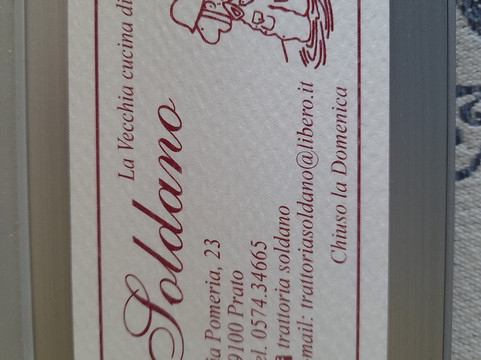 La Vecchia cucina di
Soldano
ia Pomeria, 23
9100 Prato
el. 0574.34665
trattoria soldano
mail: trattoriasoldano@libero.it
Chiuso la Domenica